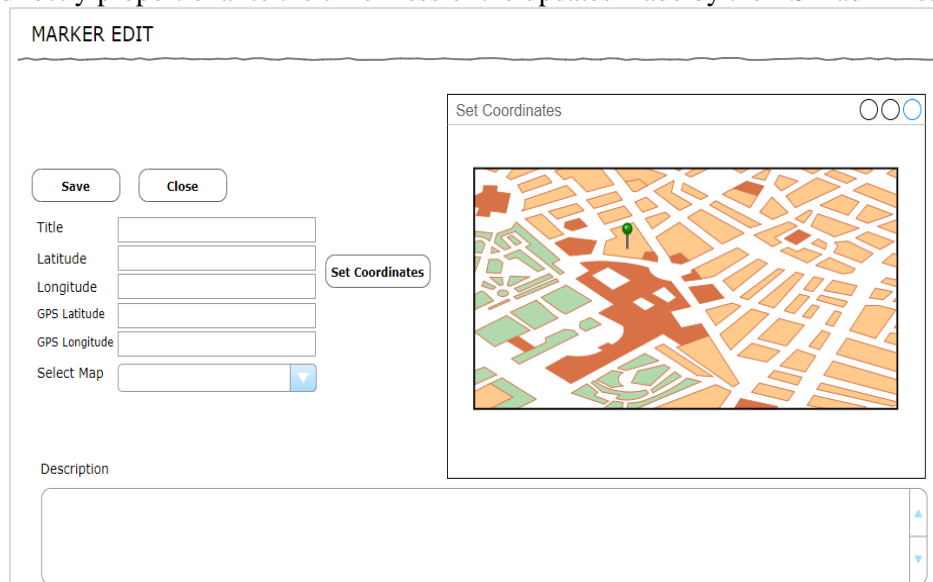 MARKER EDIT
Set Coordinates
Save
Close
Title
Latitude
Set Coordinates
Longitude
GPS Latitude
GPS Longitude
Select Map
Description